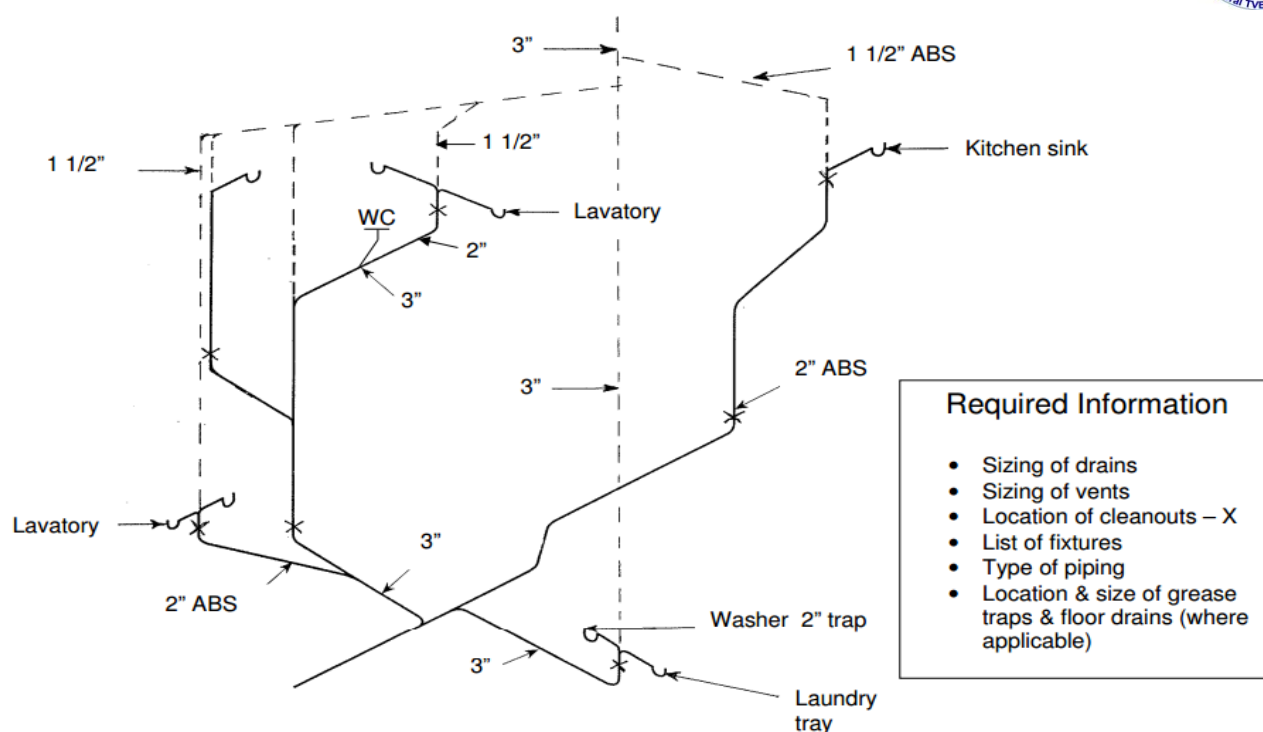 ral TVE
3”
1 1/2” ABS
1 1/2”
1 1/2”
Kitchen sink
WC
Lavatory
2”
3”
3”
2” ABS
Required Information
• Sizing of drains
• Sizing of vents
• Location of cleanouts – X
• List of fixtures
• Type of piping
• Location & size of grease
traps & floor drains (where
applicable)
Lavatory
3”
2” ABS
Washer 2” trap
3”
Laundry
tray